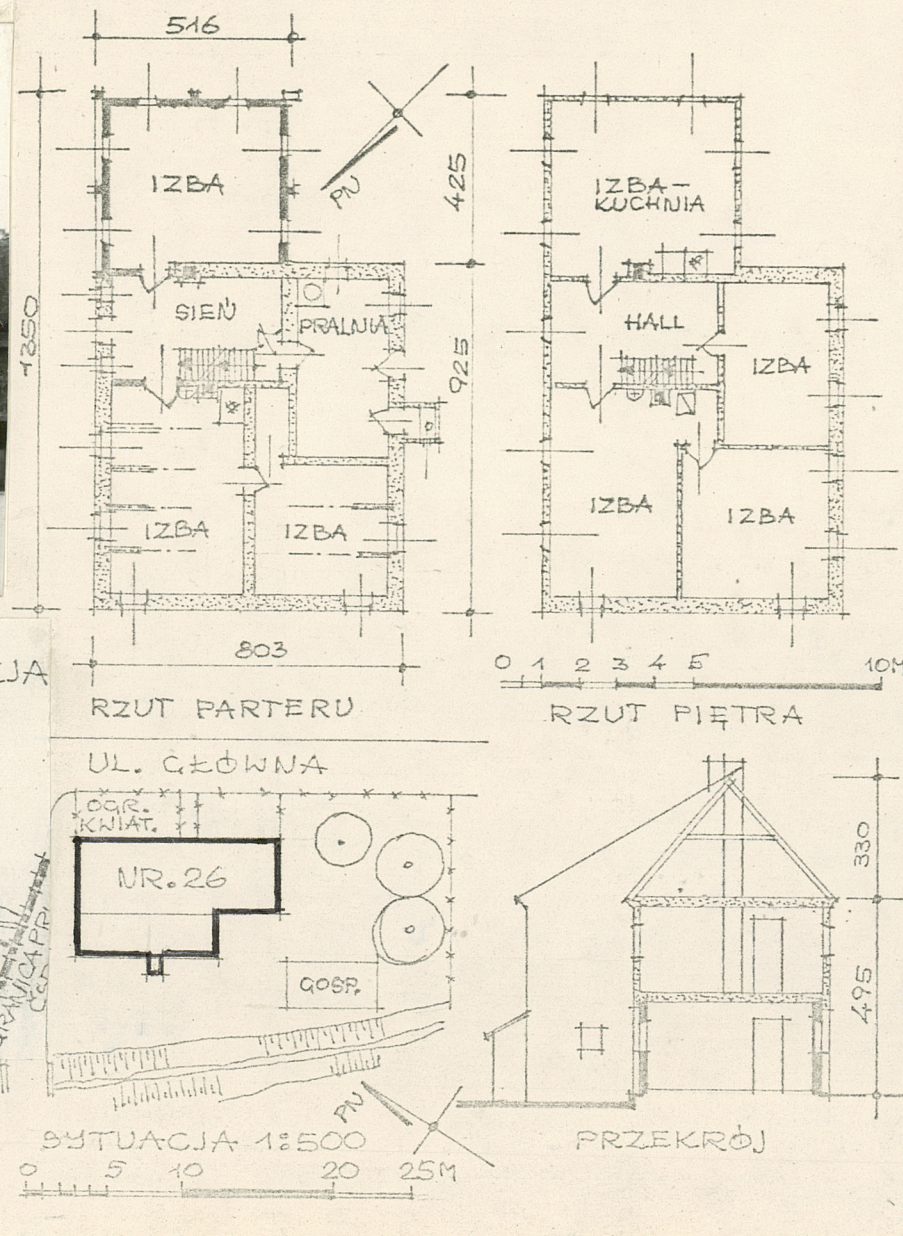 516
IZBA
PN
1350
SIEŃ
PRALNIA
IZBA
IZBA
803
RZUT PARTERU
425
925
IZBA-
KUCHNIA
HALL
IZBA
IZBA
IZBA
0 1 2 3 4 5 10M
RZUT PIĘTRA
UL. GŁÓWNA
OGR.
KWIAT.
NR. 26
GOSP.
PN
SYTUACJA 1:500
0 5 10 20 25M
330
495
PRZEKRÓJ